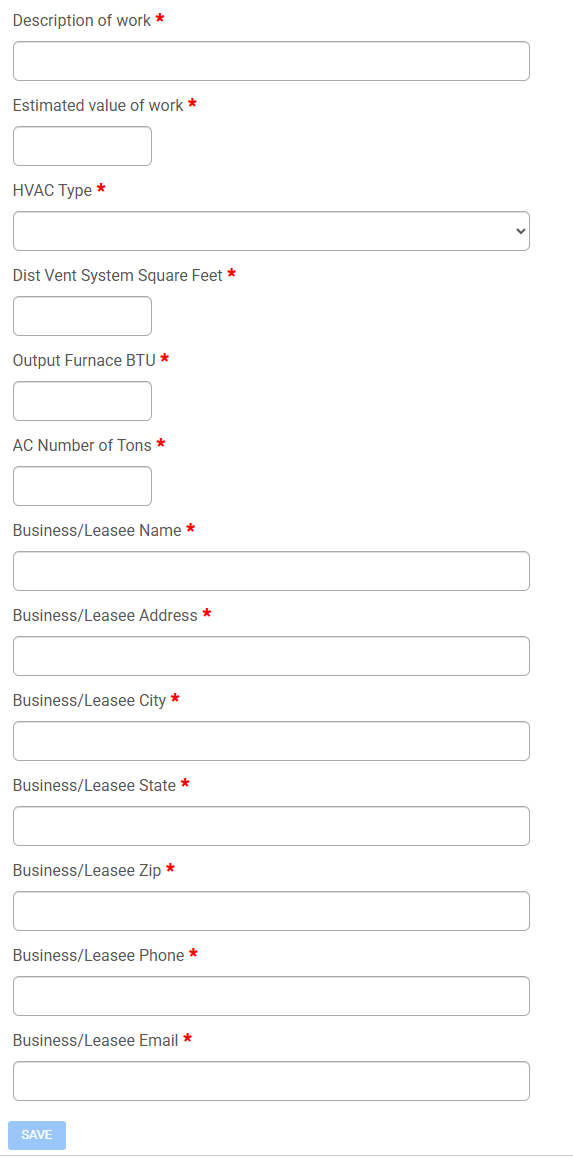 Description of work *
Estimated value of work *
HVAC Type *
Dist Vent System Square Feet *
Output Furnace BTU *
AC Number of Tons *
Business/Leasee Name *
Business/Leasee Address *
Business/Leasee City *
Business/Leasee State *
Business/Leasee Zip *
Business/Leasee Phone *
Business/Leasee Email *
SAVE